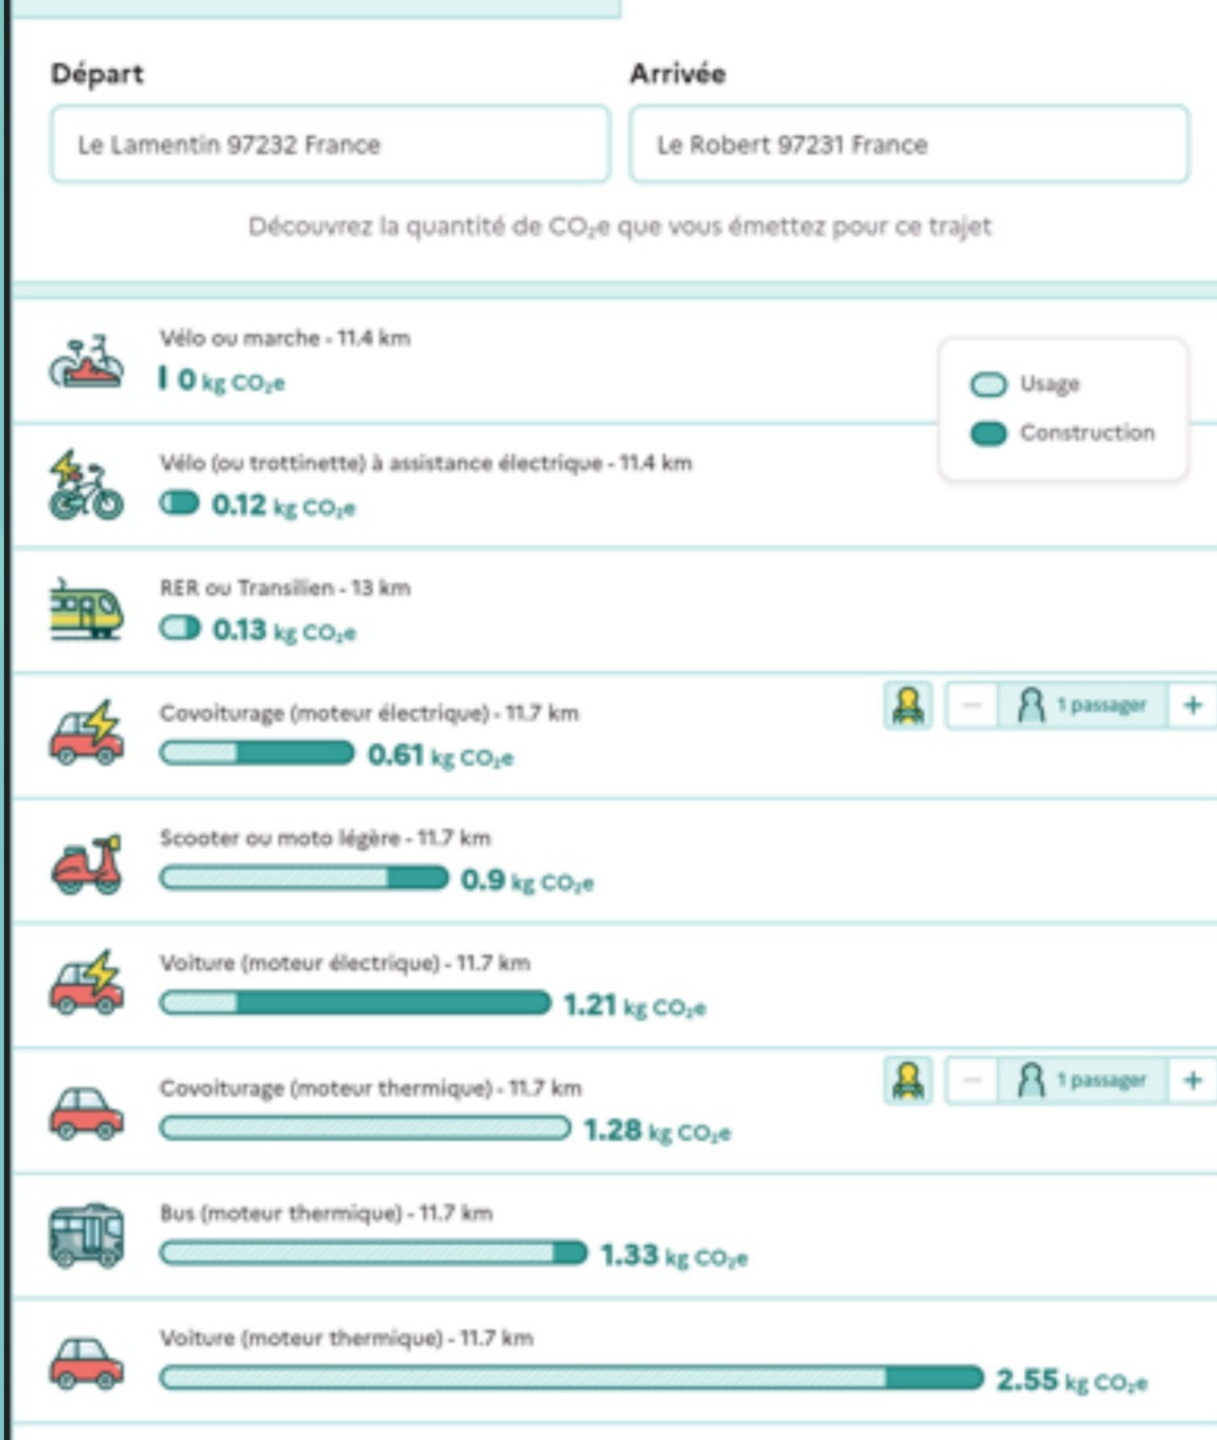 Départ
Arrivée
Le Lamentin 97232 France
Le Robert 97231 France
Découvrez la quantité de CO₂e que vous émettez pour ce trajet
Vélo ou marche - 11.4 km
0 kg CO₂e
Usage
Construction
Vélo (ou trottinette) à assistance électrique - 11.4 km
0.12 kg CO₂e
RER ou Transilien - 13 km
0.13 kg CO₂e
Covoiturage (moteur électrique) - 11.7 km
1 passager
0.61 kg CO₂e
Scooter ou moto légère - 11.7 km
0.9 kg CO₂e
Voiture (moteur électrique) - 11.7 km
1.21 kg CO₂e
Covoiturage (moteur thermique) - 11.7 km
1 passager
1.28 kg CO₂e
Bus (moteur thermique) - 11.7 km
1.33 kg CO₂e
Voiture (moteur thermique) - 11.7 km
2.55 kg CO₂e